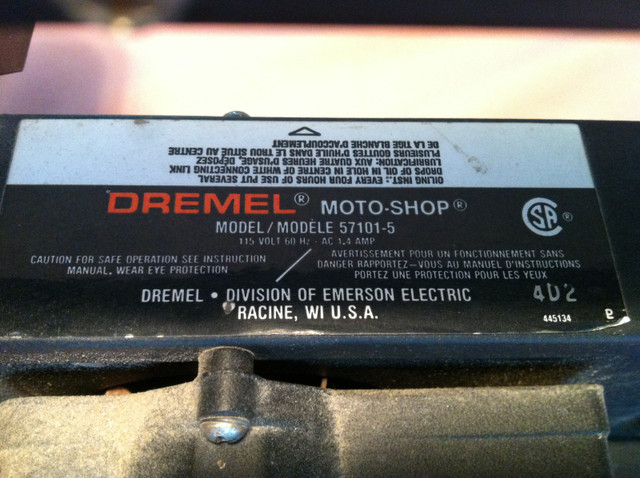 OILING INST.: EVERY FOUR HOURS OF USE PUT SEVERAL
DROPS OF OIL IN HOLE IN CENTRE OF WHITE CONNECTING LINK
LUBRIFICATION: AUX QUATRE HEURES D'USAGE, DÉPOSEZ
PLUSIEURS GOUTTES D'HUILE DANS LE TROU SITUÉ AU CENTRE
DE LA TIGE BLANCHE D'ACCOUPLEMENT
DREMEL® MOTO-SHOP®
MODEL/MODÈLE 57101-5
115 VOLT 60 Hz - AC 1,4 AMP
CAUTION FOR SAFE OPERATION SEE INSTRUCTION
MANUAL. WEAR EYE PROTECTION
AVERTISSEMENT POUR UN FONCTIONNEMENT SANS
DANGER RAPPORTEZ-VOUS AU MANUEL D'INSTRUCTIONS
PORTEZ UNE PROTECTION POUR LES YEUX
DREMEL • DIVISION OF EMERSON ELECTRIC
RACINE, WI U.S.A.
CSA®
402
445134
P